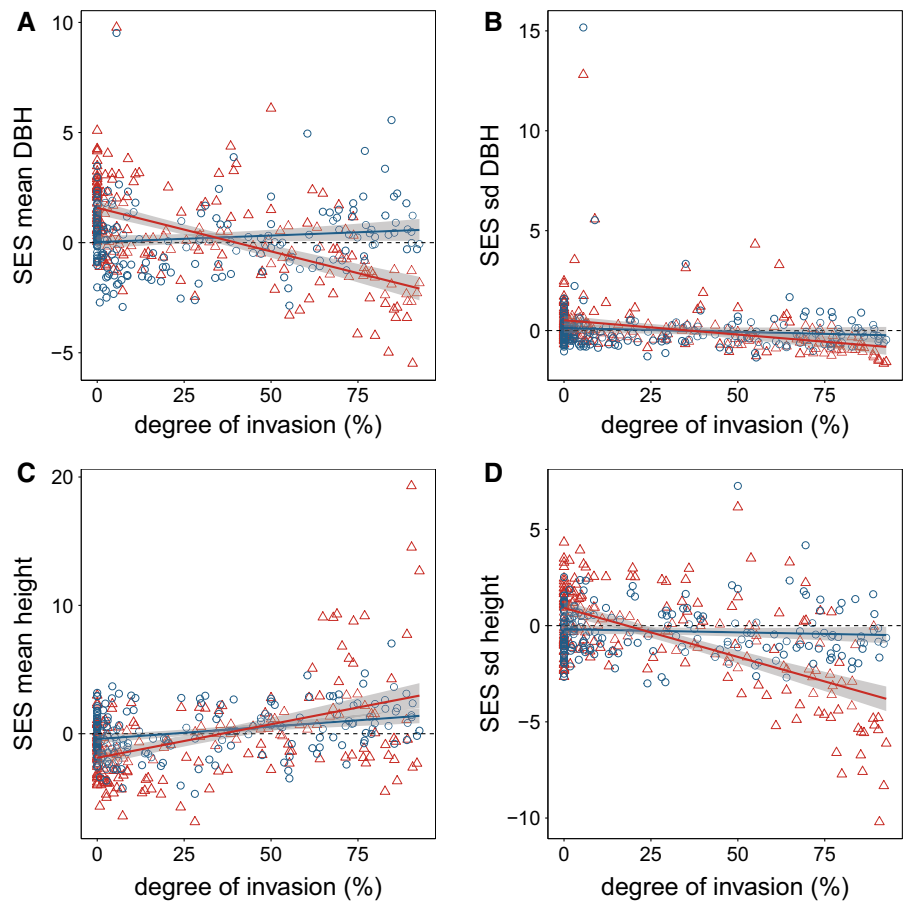 A
SES mean DBH
10
5
0
−5
0 25 50 75
degree of invasion (%)
B
SES sd DBH
15
10
5
0
0 25 50 75
degree of invasion (%)
C
SES mean height
20
10
0
0 25 50 75
degree of invasion (%)
D
SES sd height
5
0
−5
−10
0 25 50 75
degree of invasion (%)